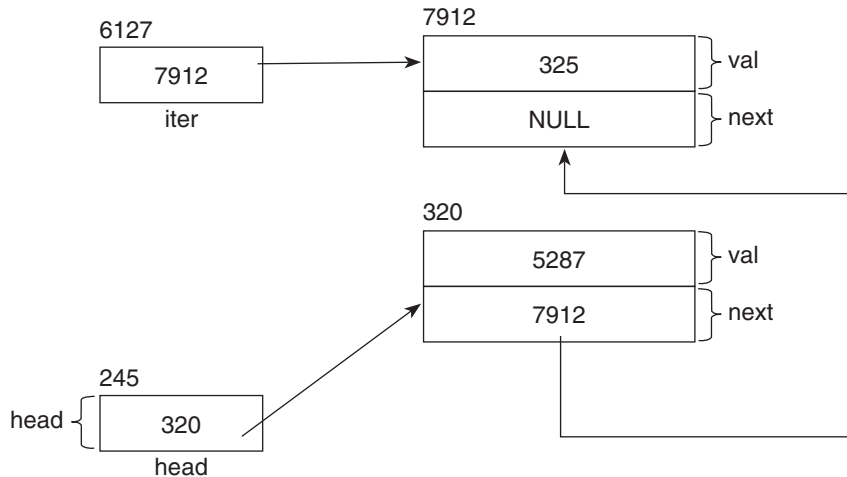 6127
7912
iter
7912
325
val
NULL
next
320
5287
val
7912
next
245
head
320
head